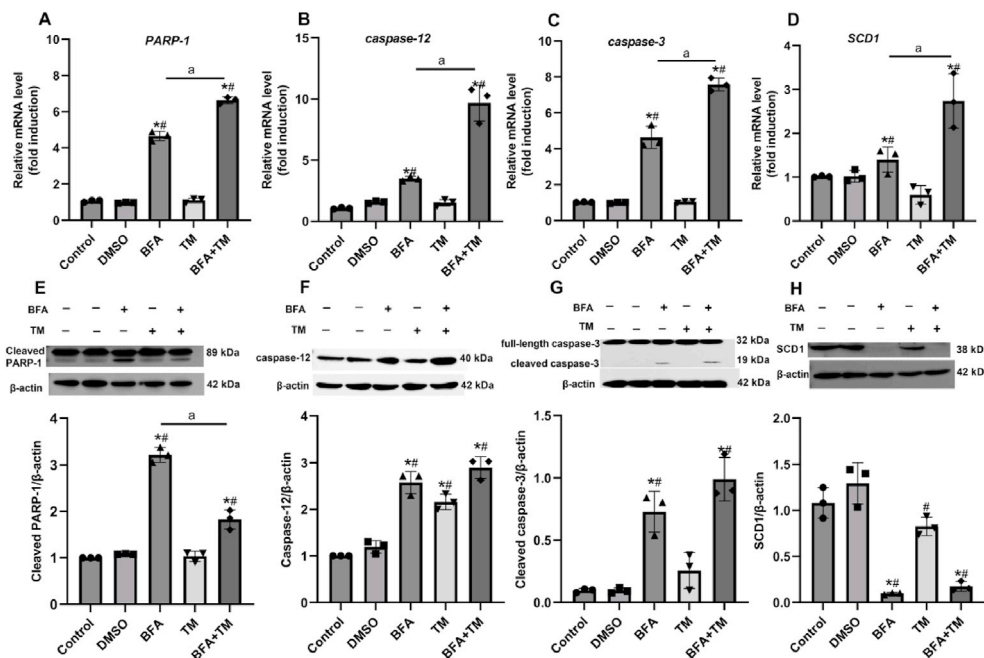 A
PARP-1
Relative mRNA level
(fold induction)
10
8
6
4
2
0
*#
a
*#
Control
DMSO
BFA
TM
BFA+TM
B
caspase-12
Relative mRNA level
(fold induction)
15
10
5
0
*#
a
*#
Control
DMSO
BFA
TM
BFA+TM
C
caspase-3
Relative mRNA level
(fold induction)
10
8
6
4
2
0
*#
a
*#
Control
DMSO
BFA
TM
BFA+TM
D
SCD1
Relative mRNA level
(fold induction)
5
4
3
2
1
0
*#
a
*#
Control
DMSO
BFA
TM
BFA+TM
E
BFA − − + − +
TM − − − + +
Cleaved
PARP-1
89 kDa
β-actin
42 kDa
Cleaved PARP-1/β-actin
4
3
2
1
0
*#
a
*#
Control
DMSO
BFA
TM
BFA+TM
F
BFA − − + − +
TM − − − + +
caspase-12
40 kDa
β-actin
42 kDa
Caspase-12/β-actin
4
3
2
1
0
*#
*#
*#
Control
DMSO
BFA
TM
BFA+TM
G
BFA − − + − +
TM − − − + +
full-length caspase-3
32 kDa
cleaved caspase-3
19 kDa
β-actin
42 kDa
Cleaved caspase-3/β-actin
1.5
1.0
0.5
0.0
*#
*#
Control
DMSO
BFA
TM
BFA+TM
H
BFA − − + − +
TM − − − + +
SCD1
38 kD
β-actin
42 kDa
SCD1/β-actin
2.0
1.5
1.0
0.5
0.0
*#
#
*#
Control
DMSO
BFA
TM
BFA+TM